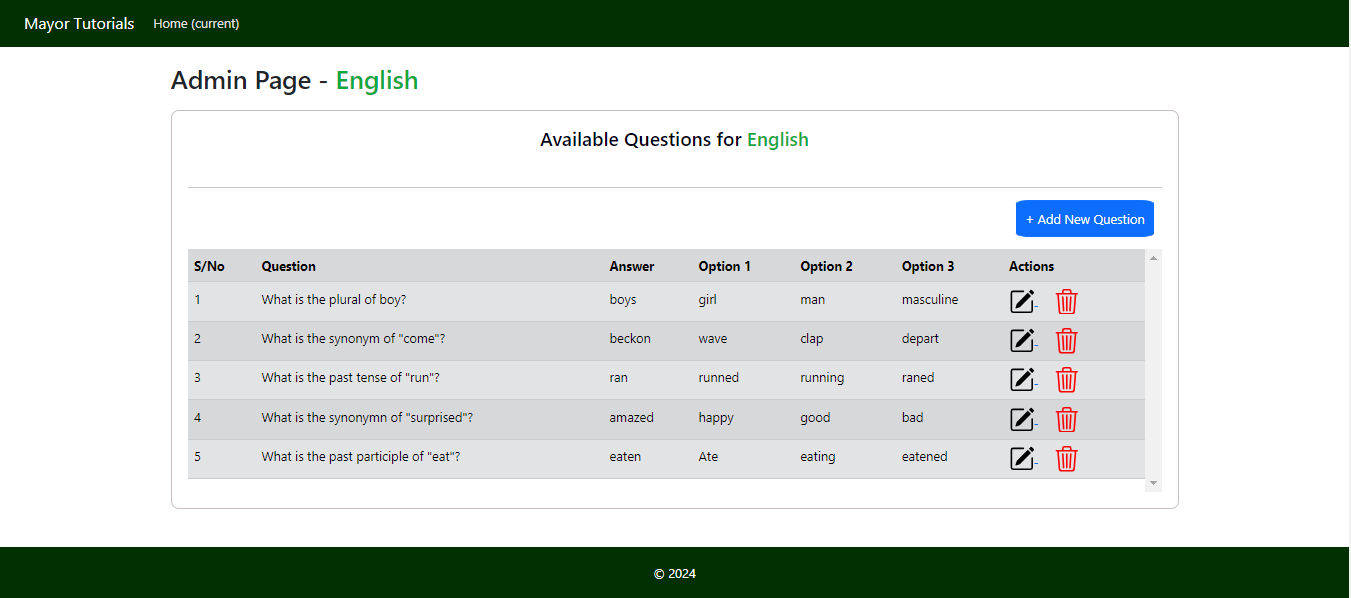 Mayor Tutorials Home (current)
Admin Page - English
Available Questions for English
+ Add New Question
S/No Question Answer Option 1 Option 2 Option 3 Actions
1 What is the plural of boy? boys girl man masculine
2 What is the synonym of "come"? beckon wave clap depart
3 What is the past tense of "run"? ran runned running raned
4 What is the synonymn of "surprised"? amazed happy good bad
5 What is the past participle of "eat"? eaten Ate eating eatened
© 2024